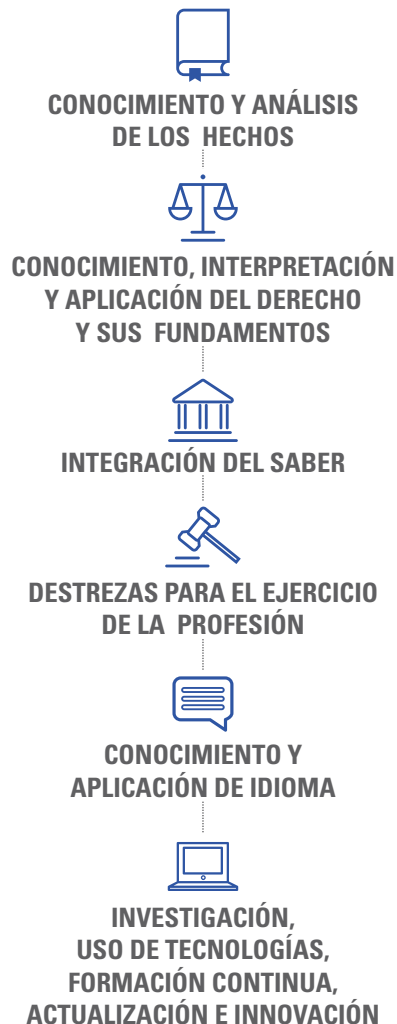 CONOCIMIENTO Y ANÁLISIS
DE LOS HECHOS
CONOCIMIENTO, INTERPRETACIÓN
Y APLICACIÓN DEL DERECHO
Y SUS FUNDAMENTOS
INTEGRACIÓN DEL SABER
DESTREZAS PARA EL EJERCICIO
DE LA PROFESIÓN
CONOCIMIENTO Y
APLICACIÓN DE IDIOMA
INVESTIGACIÓN,
USO DE TECNOLOGÍAS,
FORMACIÓN CONTINUA,
ACTUALIZACIÓN E INNOVACIÓN